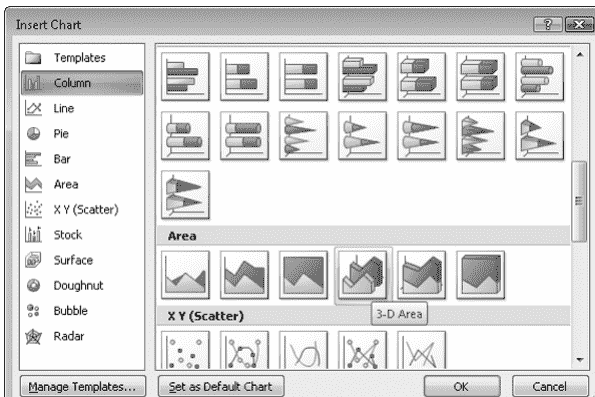 Insert Chart
Templates
Column
Line
Pie
Bar
Area
X Y (Scatter)
Stock
Surface
Doughnut
Bubble
Radar
Area
3-D Area
X Y (Scatter)
Manage Templates...
Set as Default Chart
OK
Cancel